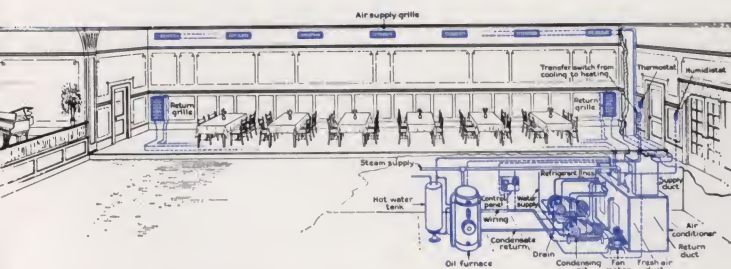 Air supply grille
Transfer switch from
cooling to heating
Thermostat
Humidistat
Return
grille
Return
grille
Steam supply
Refrigerant lines
Supply
duct
Hot water
tank
Control
panel
Water
supply
Wiring
Air
conditioner
Condensate
return
Drain
Return
duct
Oil furnace
Condensing
Fan
Fresh air